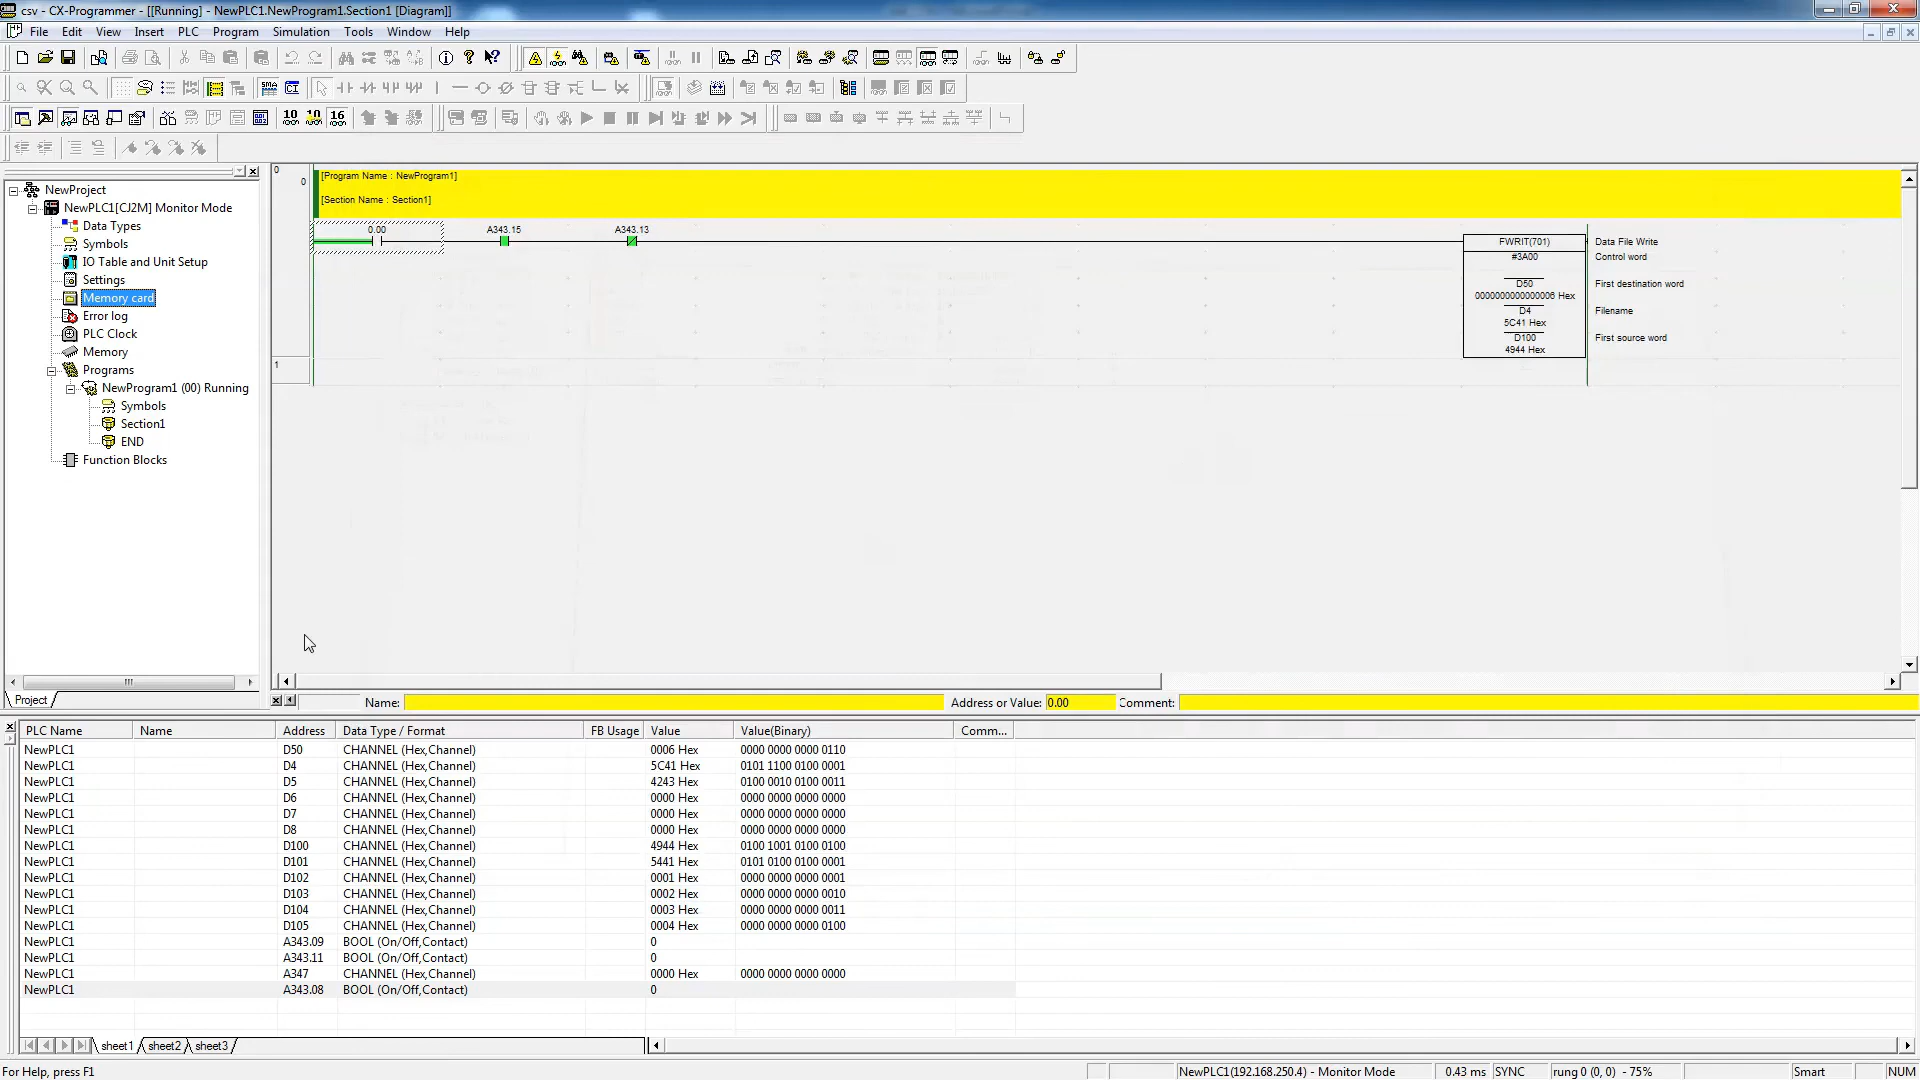 csv - CX-Programmer - [[Running] - NewPLC1.NewProgram1.Section1 [Diagram]]
File Edit View Insert PLC Program Simulation Tools Window Help
SMA CI
10 10 16
NewProject
NewPLC1[CJ2M] Monitor Mode
Data Types
Symbols
IO Table and Unit Setup
Settings
Memory card
Error log
PLC Clock
Memory
Programs
NewProgram1 (00) Running
Symbols
Section1
END
Function Blocks
Project
0
0
[Program Name : NewProgram1]
[Section Name : Section1]
0.00 A343.15 A343.13
FWRIT(701) Data File Write
#3A00 Control word
D50 First destination word
0000000000000006 Hex
D4 Filename
5C41 Hex
D100 First source word
4944 Hex
1
Name: Address or Value: 0.00 Comment:
PLC Name Name Address Data Type / Format FB Usage Value Value(Binary) Comm...
NewPLC1 D50 CHANNEL (Hex,Channel) 0006 Hex 0000 0000 0000 0110
NewPLC1 D4 CHANNEL (Hex,Channel) 5C41 Hex 0101 1100 0100 0001
NewPLC1 D5 CHANNEL (Hex,Channel) 4243 Hex 0100 0010 0100 0011
NewPLC1 D6 CHANNEL (Hex,Channel) 0000 Hex 0000 0000 0000 0000
NewPLC1 D7 CHANNEL (Hex,Channel) 0000 Hex 0000 0000 0000 0000
NewPLC1 D8 CHANNEL (Hex,Channel) 0000 Hex 0000 0000 0000 0000
NewPLC1 D100 CHANNEL (Hex,Channel) 4944 Hex 0100 1001 0100 0100
NewPLC1 D101 CHANNEL (Hex,Channel) 5441 Hex 0101 0100 0100 0001
NewPLC1 D102 CHANNEL (Hex,Channel) 0001 Hex 0000 0000 0000 0001
NewPLC1 D103 CHANNEL (Hex,Channel) 0002 Hex 0000 0000 0000 0010
NewPLC1 D104 CHANNEL (Hex,Channel) 0003 Hex 0000 0000 0000 0011
NewPLC1 D105 CHANNEL (Hex,Channel) 0004 Hex 0000 0000 0000 0100
NewPLC1 A343.09 BOOL (On/Off,Contact) 0
NewPLC1 A343.11 BOOL (On/Off,Contact) 0
NewPLC1 A347 CHANNEL (Hex,Channel) 0000 Hex 0000 0000 0000 0000
NewPLC1 A343.08 BOOL (On/Off,Contact) 0
sheet1 sheet2 sheet3
For Help, press F1 NewPLC1(192.168.250.4) - Monitor Mode 0.43 ms SYNC rung 0 (0, 0) - 75% Smart NUM